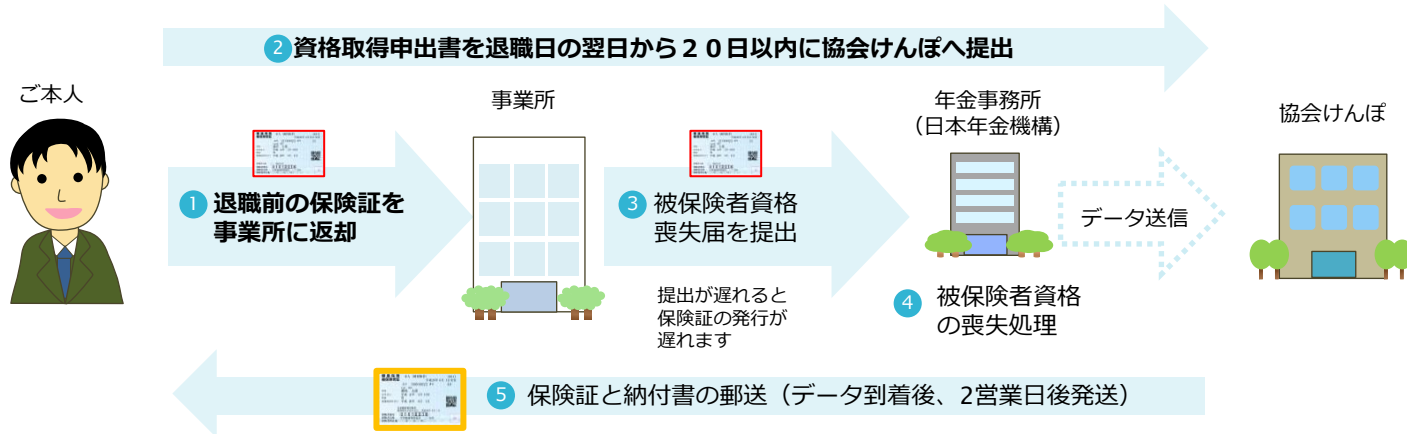 2 資格取得申出書を退職日の翌日から２０日以内に協会けんぽへ提出
ご本人
事業所
年金事務所
（日本年金機構）
協会けんぽ
1 退職前の保険証を
事業所に返却
3 被保険者資格
喪失届を提出
データ送信
提出が遅れると
保険証の発行が
遅れます
4 被保険者資格
の喪失処理
5 保険証と納付書の郵送（データ到着後、2営業日後発送）